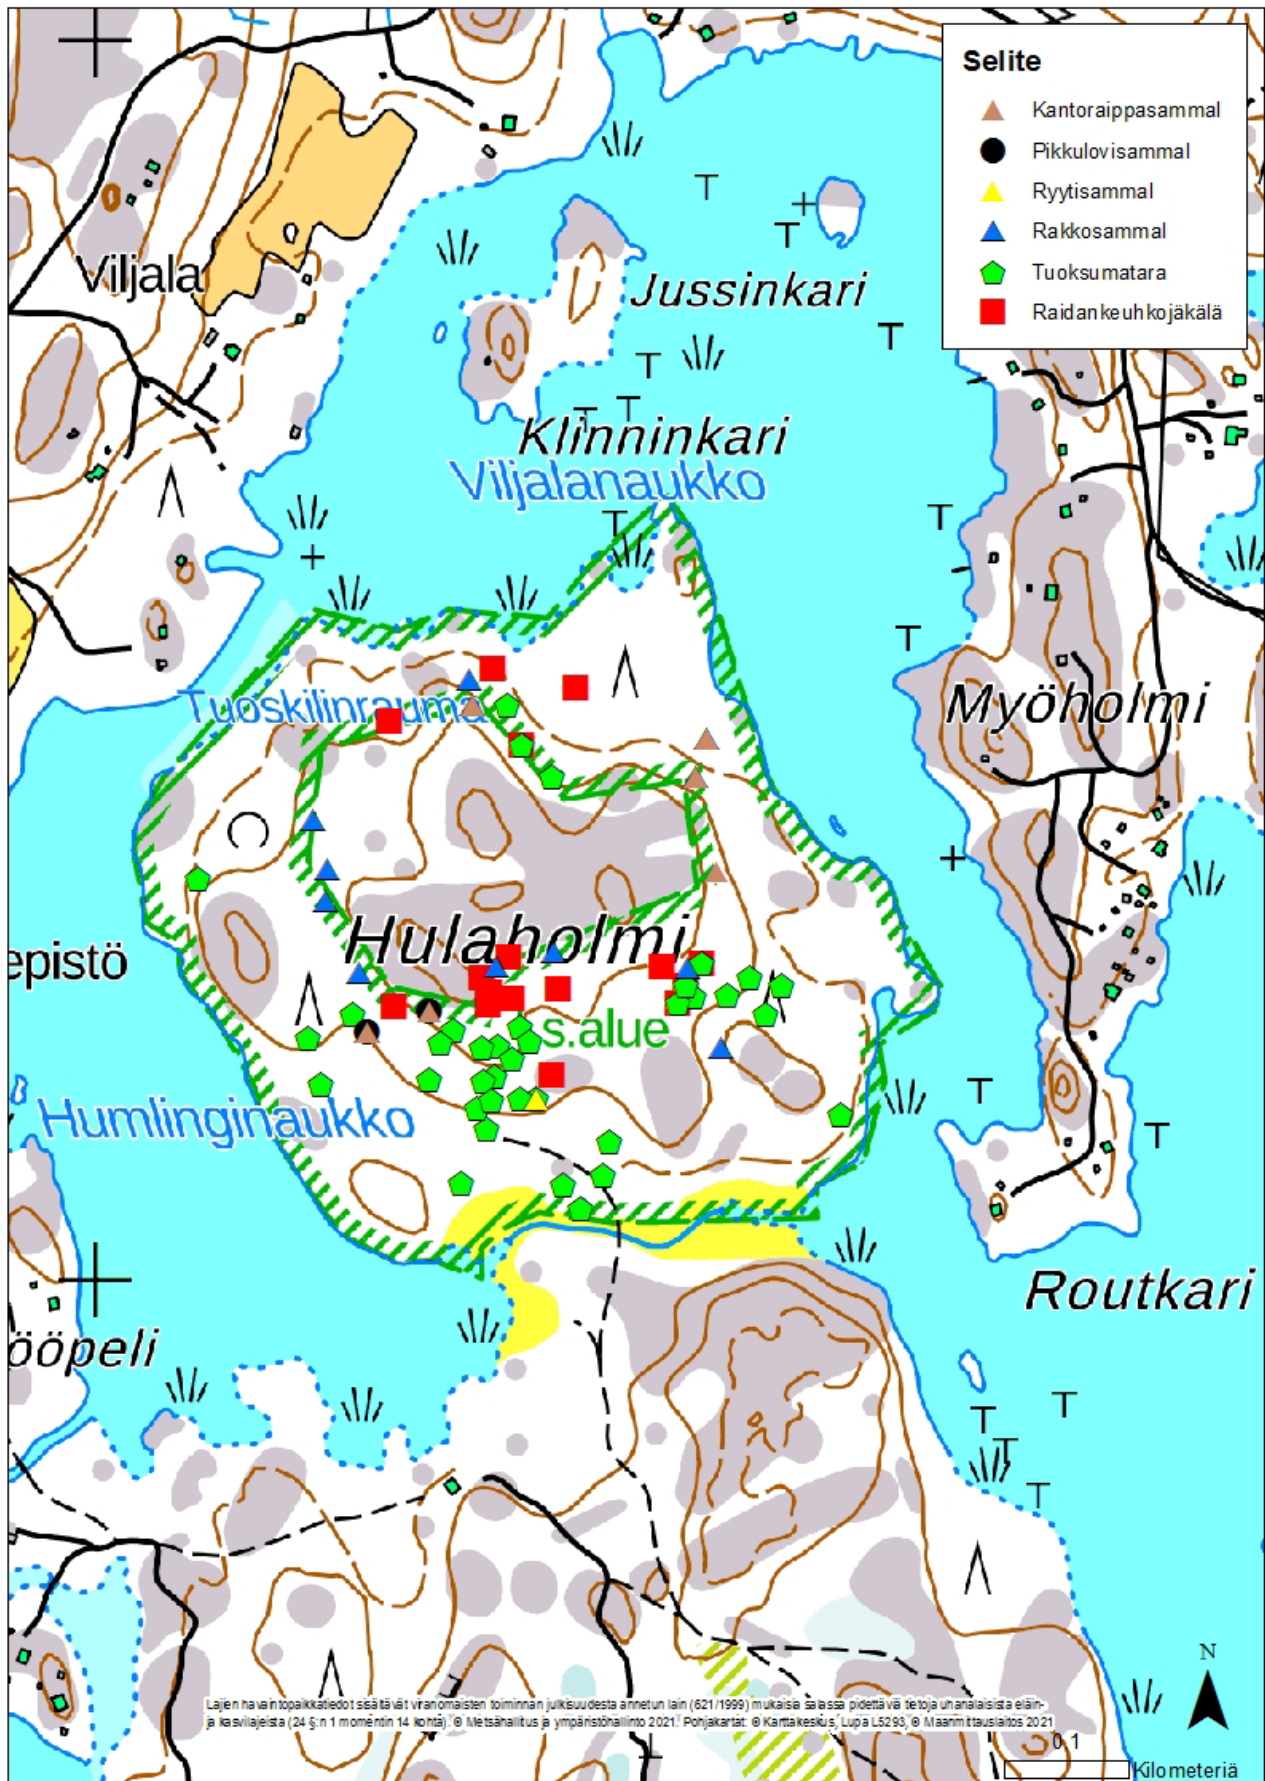 Selite
Kantoraippasammal
Pikkulovisammal
Ryytisammal
Rakkosammal
Tuoksumatara
Raidankeuhkojäkälä
Viljala
Jussinkari
Klinninkari
Viljalanaukko
Tuoskilinrauma
Myöholmi
Hulaholmi
epistö
s.alue
Humlinginaukko
Routkari
ööpeli
N
Lajien havaintopaikkatiedot sisältävät viranomaisten toiminnan julkisuudesta annetun lain (621/1999) mukaisia salassa pidettäviä tietoja uhanalaisista eläin-
ja kasvilajeista (24 §:n 1 momentin 14 kohta). © Metsähallitus ja ympäristöhallinto 2021. Pohjakartat: © Karttakeskus, Lupa L5293, © Maanmittauslaitos 2021
0,1
Kilometeriä